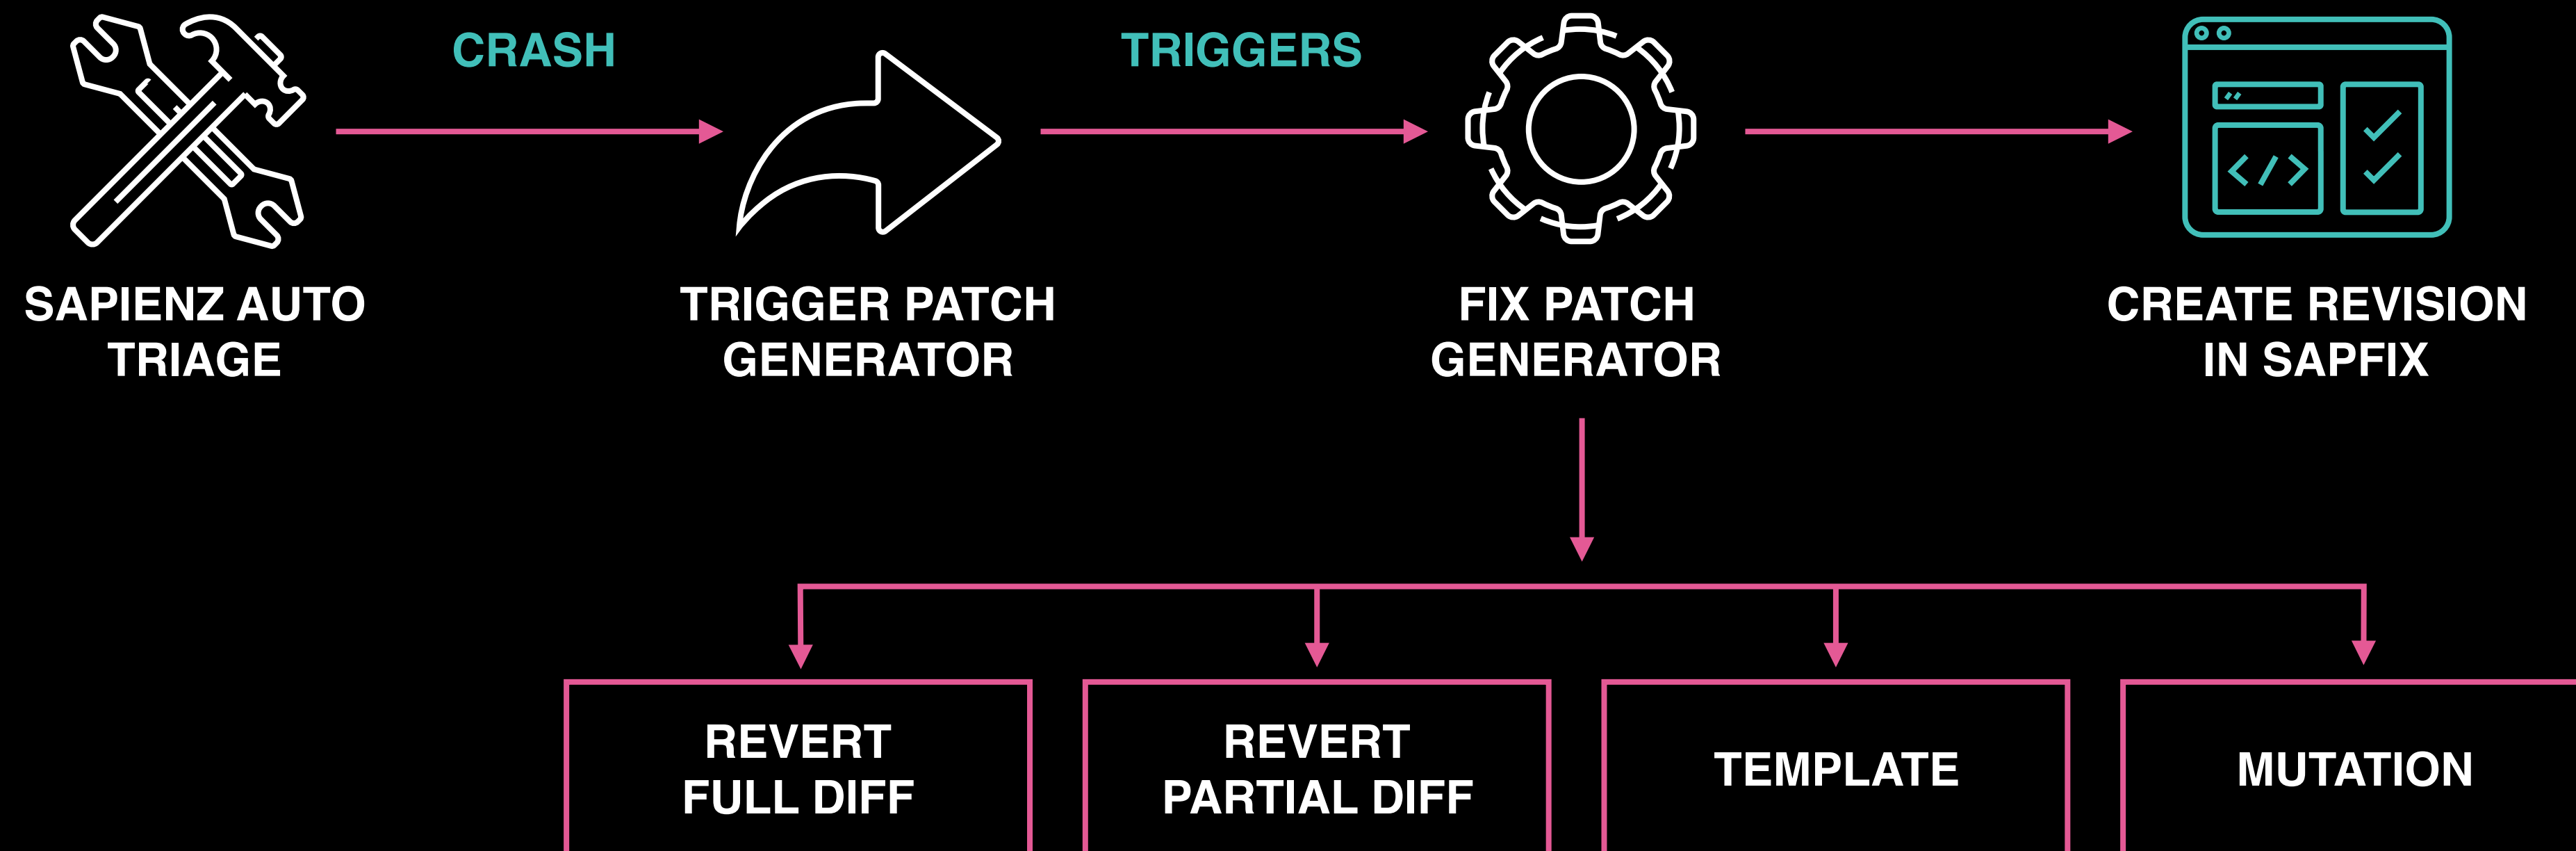 CRASH
TRIGGERS
SAPIENZ AUTO
TRIAGE
TRIGGER PATCH
GENERATOR
FIX PATCH
GENERATOR
CREATE REVISION
IN SAPFIX
REVERT
FULL DIFF
REVERT
PARTIAL DIFF
TEMPLATE
MUTATION